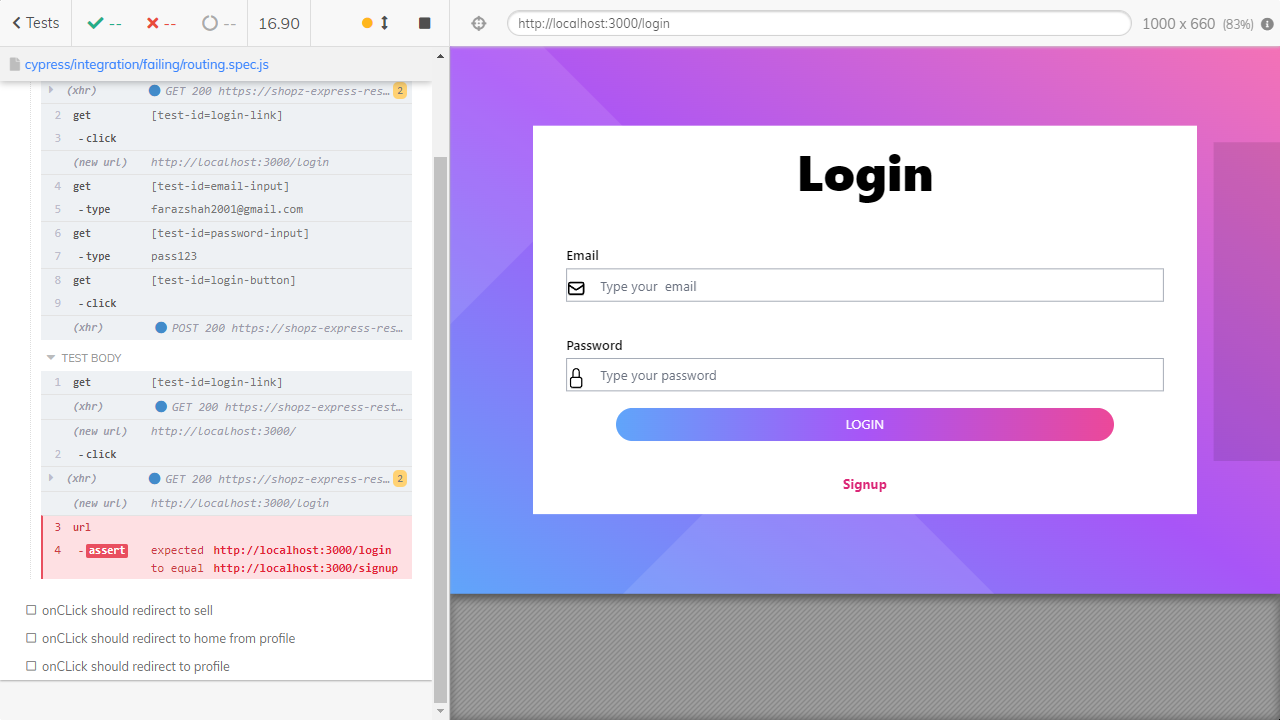 Tests
--
--
--
16.90
http://localhost:3000/login
1000 x 660 (83%)
cypress/integration/failing/routing.spec.js
(xhr) GET 200 https://shopz-express-res… 2
2 get [test-id=login-link]
3 -click
(new url) http://localhost:3000/login
4 get [test-id=email-input]
5 -type farazshah2001@gmail.com
6 get [test-id=password-input]
7 -type pass123
8 get [test-id=login-button]
9 -click
(xhr) POST 200 https://shopz-express-res…
TEST BODY
1 get [test-id=login-link]
(xhr) GET 200 https://shopz-express-rest…
(new url) http://localhost:3000/
2 -click
(xhr) GET 200 https://shopz-express-res… 2
(new url) http://localhost:3000/login
3 url
4 -assert expected http://localhost:3000/login
to equal http://localhost:3000/signup
onCLick should redirect to sell
onCLick should redirect to home from profile
onCLick should redirect to profile
Login
Email
Type your  email
Password
Type your password
LOGIN
Signup